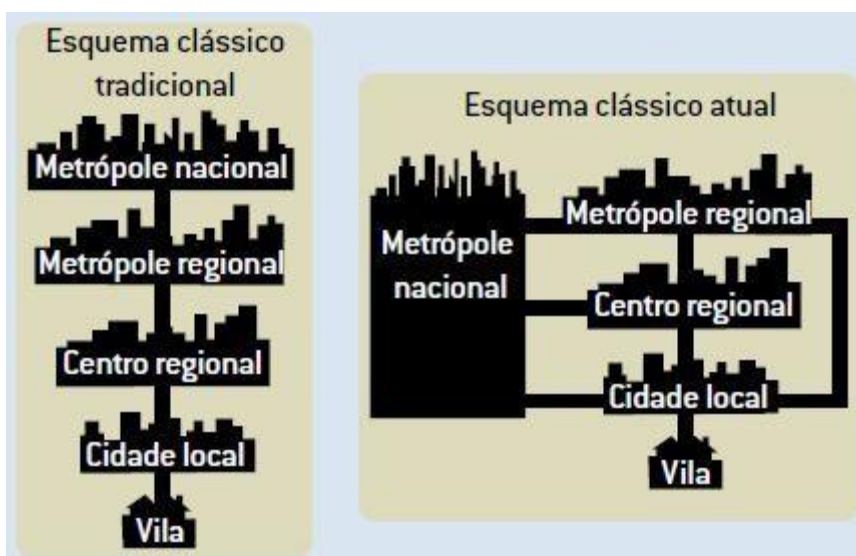 Esquema clássico
tradicional
Metrópole nacional
Metrópole regional
Centro regional
Cidade local
Vila
Esquema clássico atual
Metrópole
nacional
Metrópole regional
Centro regional
Cidade local
Vila